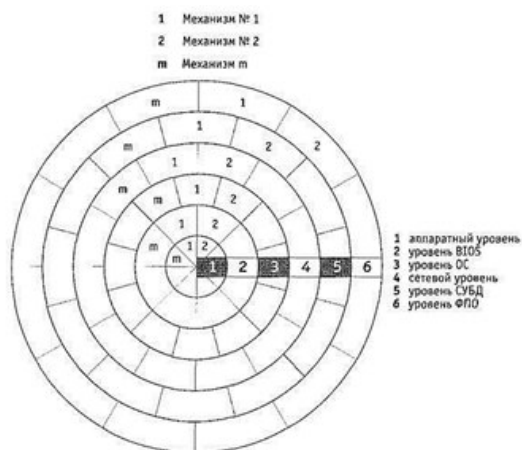 1 Механизм № 1
2 Механизм № 2
m Механизм m
m 1
m 1 2 2
m 1 2
m 1 2
m 1 2
m 1 2
1 2 3 4 5 6
1 аппаратный уровень
2 уровень BIOS
3 уровень ОС
4 сетевой уровень
5 уровень СУБД
6 уровень ФПО